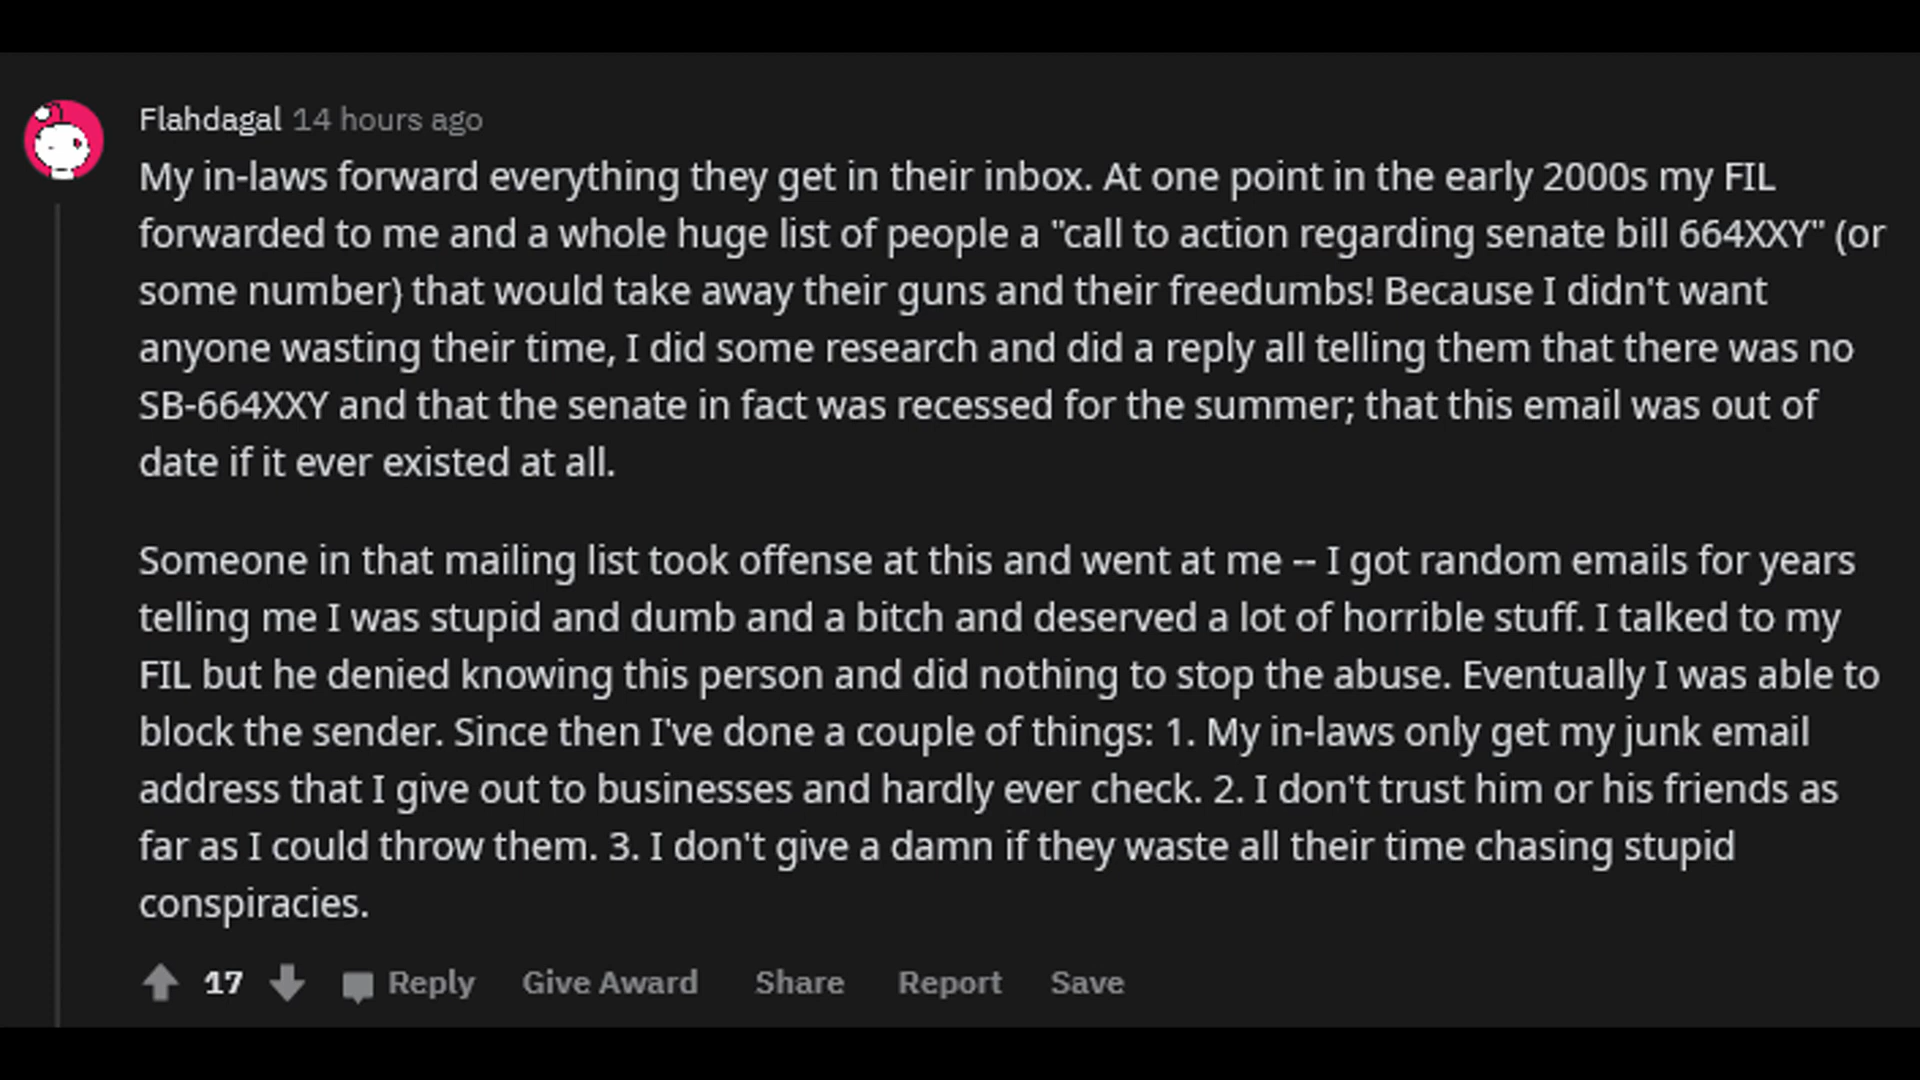 Flahdagal 14 hours ago
My in-laws forward everything they get in their inbox. At one point in the early 2000s my FIL
forwarded to me and a whole huge list of people a "call to action regarding senate bill 664XXY" (or
some number) that would take away their guns and their freedumbs! Because I didn't want
anyone wasting their time, I did some research and did a reply all telling them that there was no
SB-664XXY and that the senate in fact was recessed for the summer; that this email was out of
date if it ever existed at all.
Someone in that mailing list took offense at this and went at me -- I got random emails for years
telling me I was stupid and dumb and a bitch and deserved a lot of horrible stuff. I talked to my
FIL but he denied knowing this person and did nothing to stop the abuse. Eventually I was able to
block the sender. Since then I've done a couple of things: 1. My in-laws only get my junk email
address that I give out to businesses and hardly ever check. 2. I don't trust him or his friends as
far as I could throw them. 3. I don't give a damn if they waste all their time chasing stupid
conspiracies.
17 Reply Give Award Share Report Save